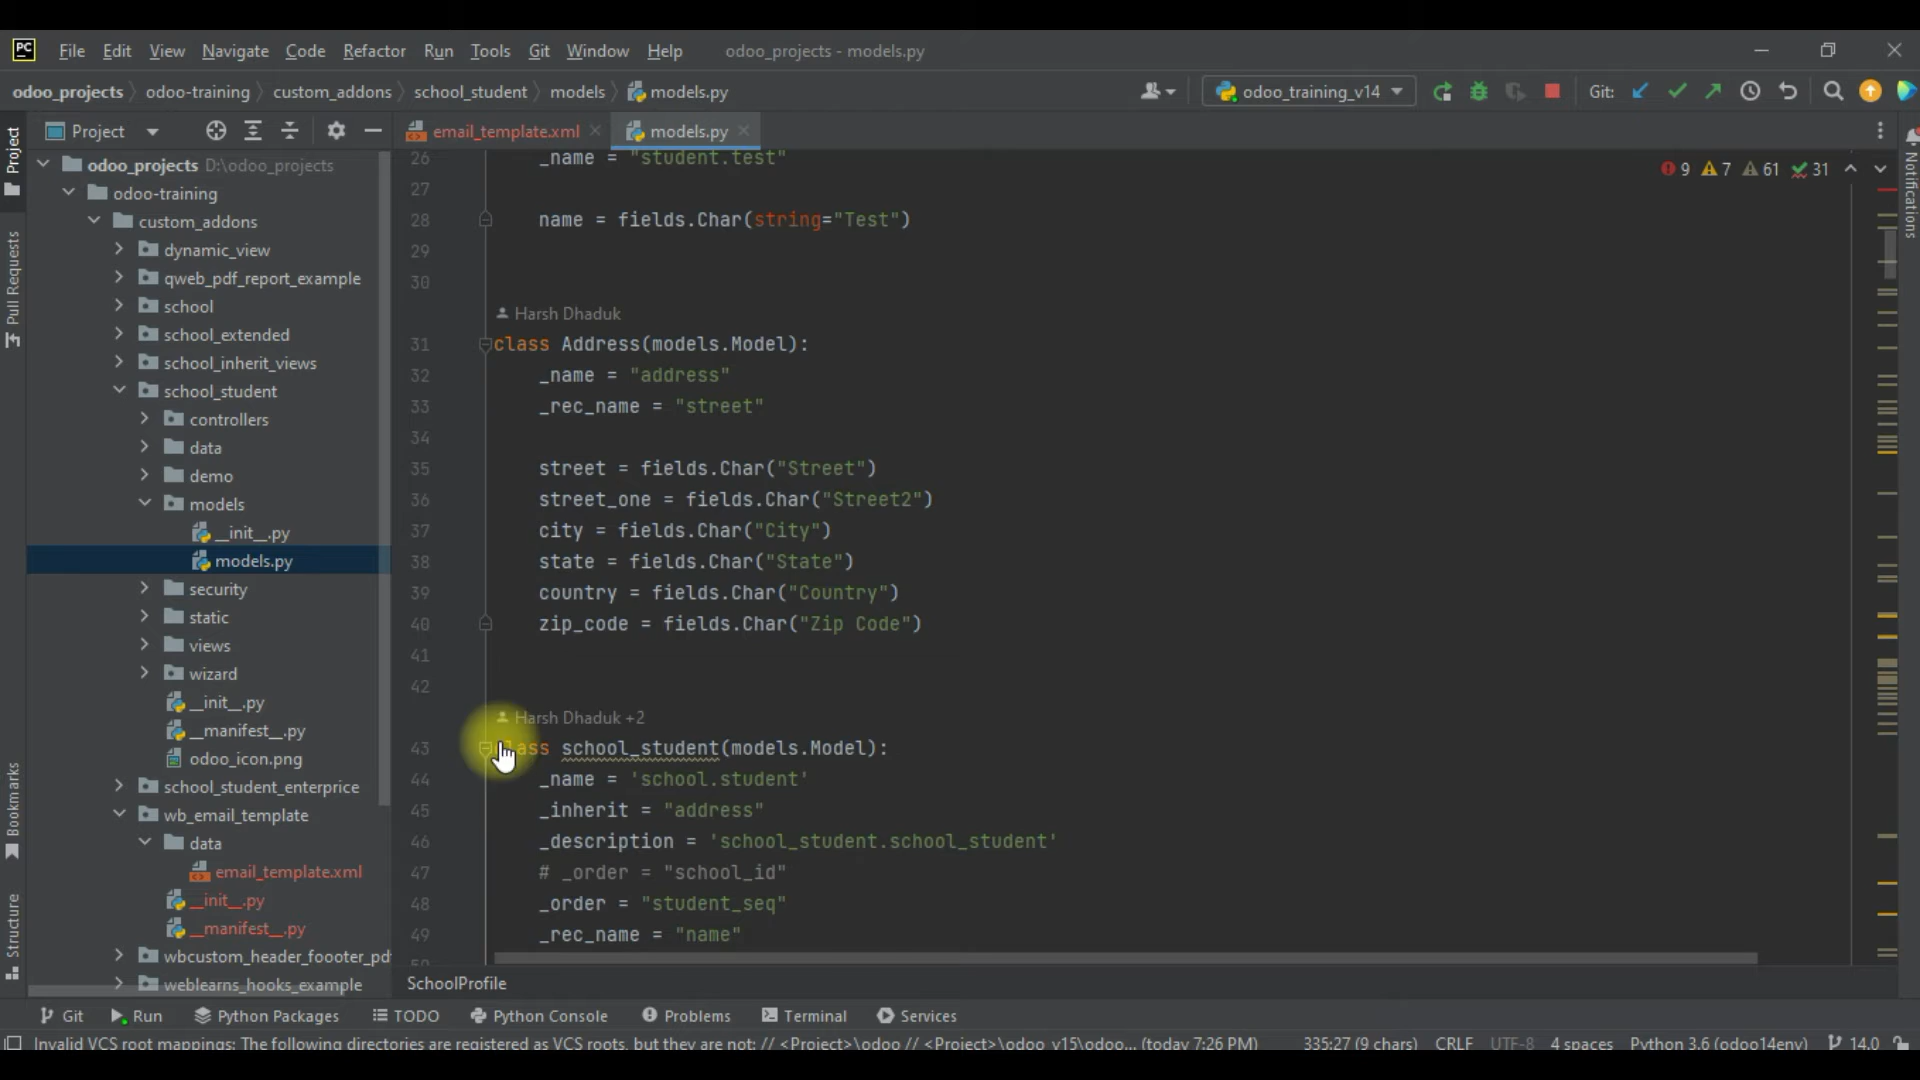 PC File Edit View Navigate Code Refactor Run Tools Git Window Help odoo_projects - models.py
odoo_projects odoo-training custom_addons school_student models models.py odoo_training_v14 Git:
Project email_template.xml models.py
Project
Pull Requests
Bookmarks
Structure
Notifications
odoo_projects D:\odoo_projects
odoo-training
custom_addons
dynamic_view
qweb_pdf_report_example
school
school_extended
school_inherit_views
school_student
controllers
data
demo
models
__init__.py
models.py
security
static
views
wizard
__init__.py
__manifest__.py
odoo_icon.png
school_student_enterprice
wb_email_template
data
email_template.xml
__init__.py
__manifest__.py
wbcustom_header_foooter_pd
weblearns_hooks_example
9 7 61 31
26 _name = "student.test"
27
28 name = fields.Char(string="Test")
29
30
Harsh Dhaduk
31 class Address(models.Model):
32 _name = "address"
33 _rec_name = "street"
34
35 street = fields.Char("Street")
36 street_one = fields.Char("Street2")
37 city = fields.Char("City")
38 state = fields.Char("State")
39 country = fields.Char("Country")
40 zip_code = fields.Char("Zip Code")
41
42
Harsh Dhaduk +2
43 class school_student(models.Model):
44 _name = 'school.student'
45 _inherit = "address"
46 _description = 'school_student.school_student'
47 # _order = "school_id"
48 _order = "student_seq"
49 _rec_name = "name"
SchoolProfile
Git Run Python Packages TODO Python Console Problems Terminal Services
Invalid VCS root mappings: The following directories are registered as VCS roots, but they are not: // <Project>\odoo // <Project>\odoo_v15\odoo... (today 7:26 PM) 335:27 (9 chars) CRLF UTF-8 4 spaces Python 3.6 (odoo14env) 14.0